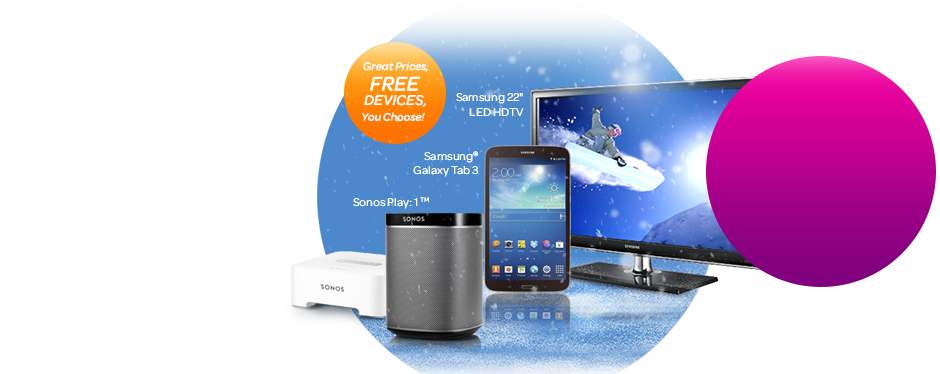 Great Prices,
FREE
DEVICES,
You Choose!
Samsung 22"
LED HDTV
Samsung®
Galaxy Tab 3
Sonos Play: 1™
SONOS
SONOS
SAMSUNG
2:00
Google
SAMSUNG